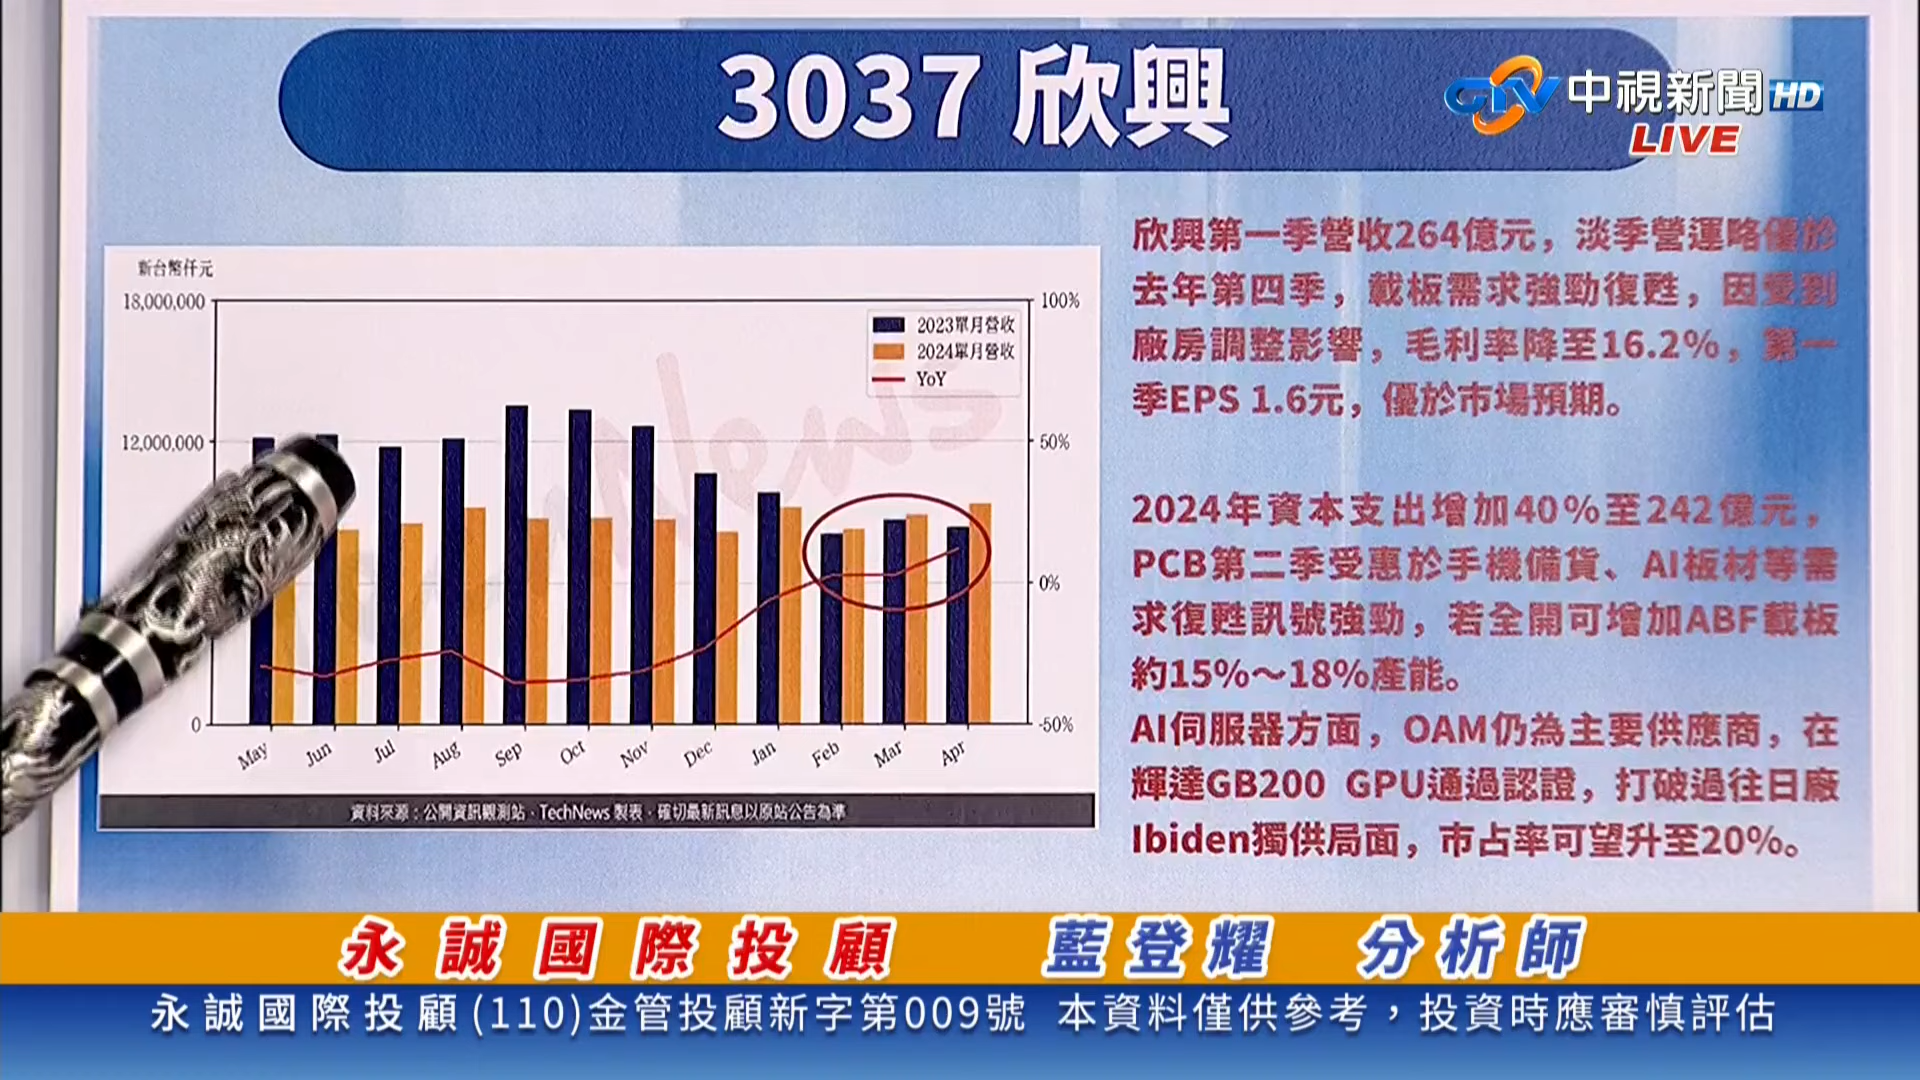 3037 欣興
CTV 中視新聞 HD
LIVE
新台幣仟元
18,000,000
12,000,000
0
100%
50%
0%
-50%
2023單月營收
2024單月營收
YoY
News
May Jun Jul Aug Sep Oct Nov Dec Jan Feb Mar Apr
資料來源：公開資訊觀測站、TechNews 製表，確切最新訊息以原站公告為準
欣興第一季營收264億元，淡季營運略優於
去年第四季，載板需求強勁復甦，因受到
廠房調整影響，毛利率降至16.2%，第一
季EPS 1.6元，優於市場預期。
2024年資本支出增加40%至242億元，
PCB第二季受惠於手機備貨、AI板材等需
求復甦訊號強勁，若全開可增加ABF載板
約15%～18%產能。
AI伺服器方面，OAM仍為主要供應商，在
輝達GB200 GPU通過認證，打破過往日廠
Ibiden獨供局面，市占率可望升至20%。
永誠國際投顧 藍登耀 分析師
永誠國際投顧(110)金管投顧新字第009號 本資料僅供參考，投資時應審慎評估